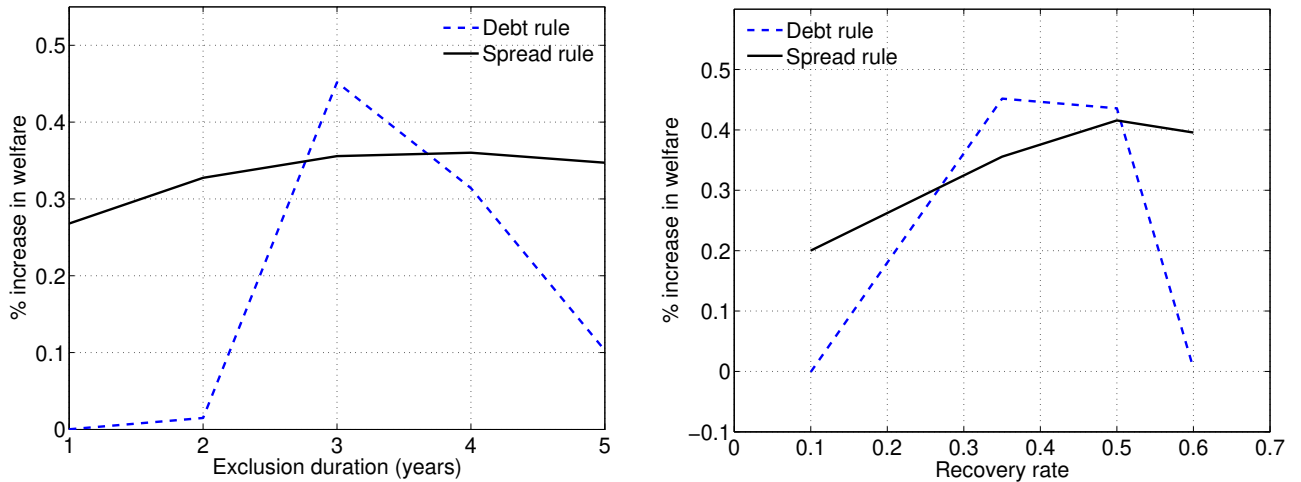 Debt rule
Spread rule
% increase in welfare
0.5
0.4
0.3
0.2
0.1
0
1 2 3 4 5
Exclusion duration (years)
Debt rule
Spread rule
% increase in welfare
0.5
0.4
0.3
0.2
0.1
0
−0.1
0 0.1 0.2 0.3 0.4 0.5 0.6 0.7
Recovery rate